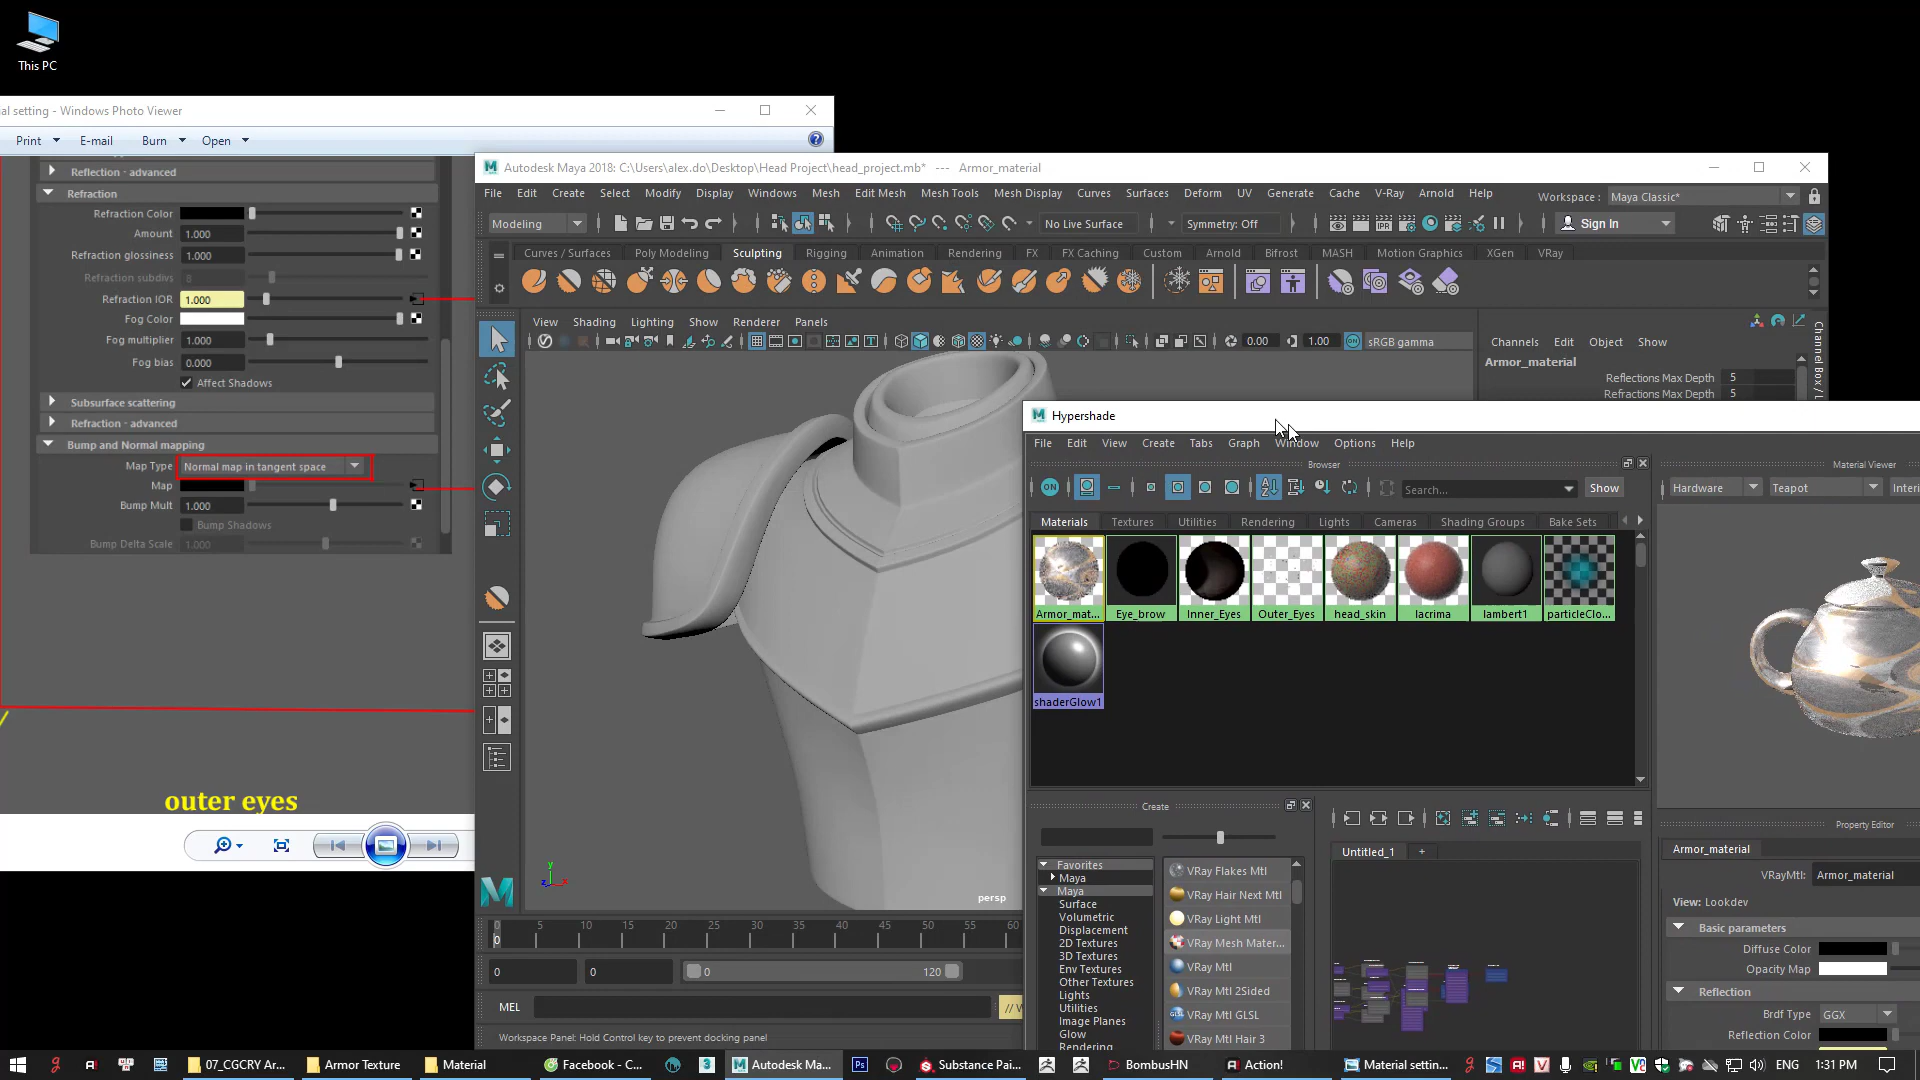 This PC
al setting - Windows Photo Viewer
Print
E-mail
Burn
Open
Reflection - advanced
Refraction
Refraction Color
Amount 1.000
Refraction glossiness 1.000
Refraction subdivs 8
Refraction IOR 1.000
Fog Color
Fog multiplier 1.000
Fog bias 0.000
Affect Shadows
Subsurface scattering
Refraction - advanced
Bump and Normal mapping
Map Type Normal map in tangent space
Map
Bump Mult 1.000
Bump Shadows
Bump Delta Scale 1.000
outer eyes
Autodesk Maya 2018: C:\Users\alex.do\Desktop\Head Project\head_project.mb* --- Armor_material
File Edit Create Select Modify Display Windows Mesh Edit Mesh Mesh Tools Mesh Display Curves Surfaces Deform UV Generate Cache V-Ray Arnold Help
Workspace : Maya Classic*
Modeling
No Live Surface
Symmetry: Off
Sign In
Curves / Surfaces Poly Modeling Sculpting Rigging Animation Rendering FX FX Caching Custom Arnold Bifrost MASH Motion Graphics XGen VRay
View Shading Lighting Show Renderer Panels
0.00 1.00 sRGB gamma
persp
Channels Edit Object Show
Armor_material
Reflections Max Depth 5
Refractions Max Depth 5
Channel Box / L
Hypershade
File Edit View Create Tabs Graph Window Options Help
Browser
Search...
Show
Materials Textures Utilities Rendering Lights Cameras Shading Groups Bake Sets
Armor_mat... Eye_brow Inner_Eyes Outer_Eyes head_skin lacrima lambert1 particleClo...
shaderGlow1
Material Viewer
Hardware Teapot Interi
Create
Favorites
Maya
Maya
Surface
Volumetric
Displacement
2D Textures
3D Textures
Env Textures
Other Textures
Lights
Utilities
Image Planes
Glow
Rendering
VRay Flakes Mtl
VRay Hair Next Mtl
VRay Light Mtl
VRay Mesh Mater...
VRay Mtl
VRay Mtl 2Sided
VRay Mtl GLSL
VRay Mtl Hair 3
Untitled_1 +
Property Editor
Armor_material
VRayMtl: Armor_material
View: Lookdev
Basic parameters
Diffuse Color
Opacity Map
Reflection
Brdf Type GGX
Reflection Color
0 5 10 15 20 25 30 35 40 45 50 55 60
0
0 0 0 120
MEL
// V
Workspace Panel: Hold Control key to prevent docking panel
07_CGCRY Ar...
Armor Texture
Material
Facebook - C...
Autodesk Ma...
Substance Pai...
BombusHN
Action!
Material settin...
ENG
1:31 PM